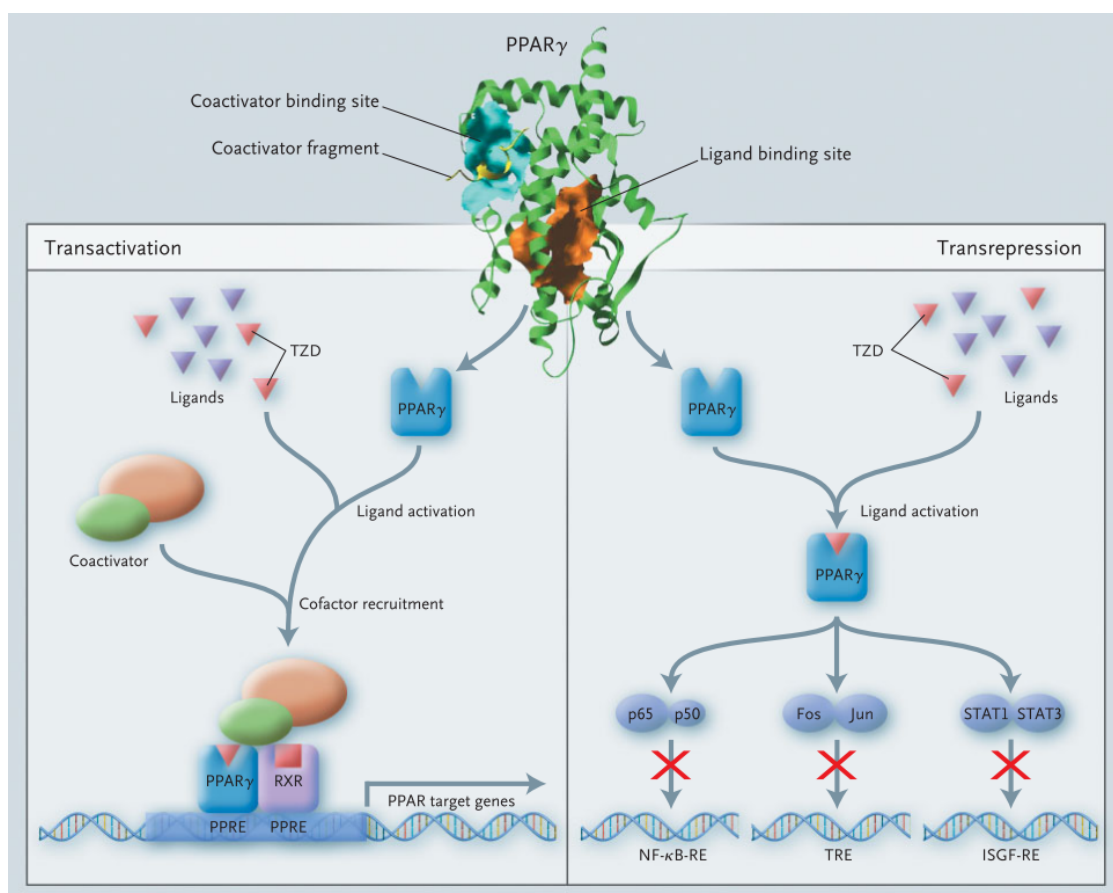 PPARγ
Coactivator binding site
Coactivator fragment
Ligand binding site
Transactivation
Transrepression
TZD
Ligands
PPARγ
Ligand activation
Coactivator
Cofactor recruitment
PPARγ
RXR
PPRE
PPRE
PPAR target genes
PPARγ
TZD
Ligands
Ligand activation
PPARγ
p65
p50
Fos
Jun
STAT1
STAT3
NF-κB-RE
TRE
ISGF-RE